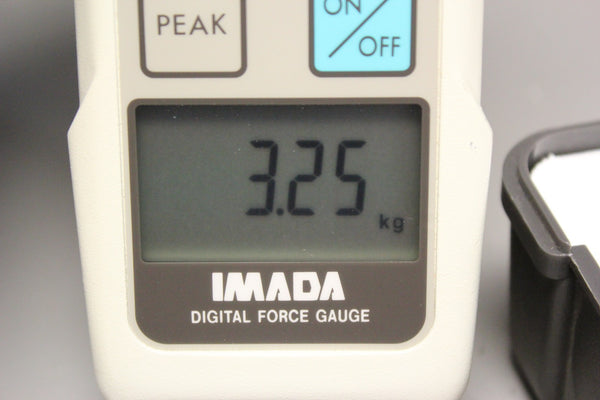 PEAK
ON/OFF
3.25 kg
IMADA
DIGITAL FORCE GAUGE